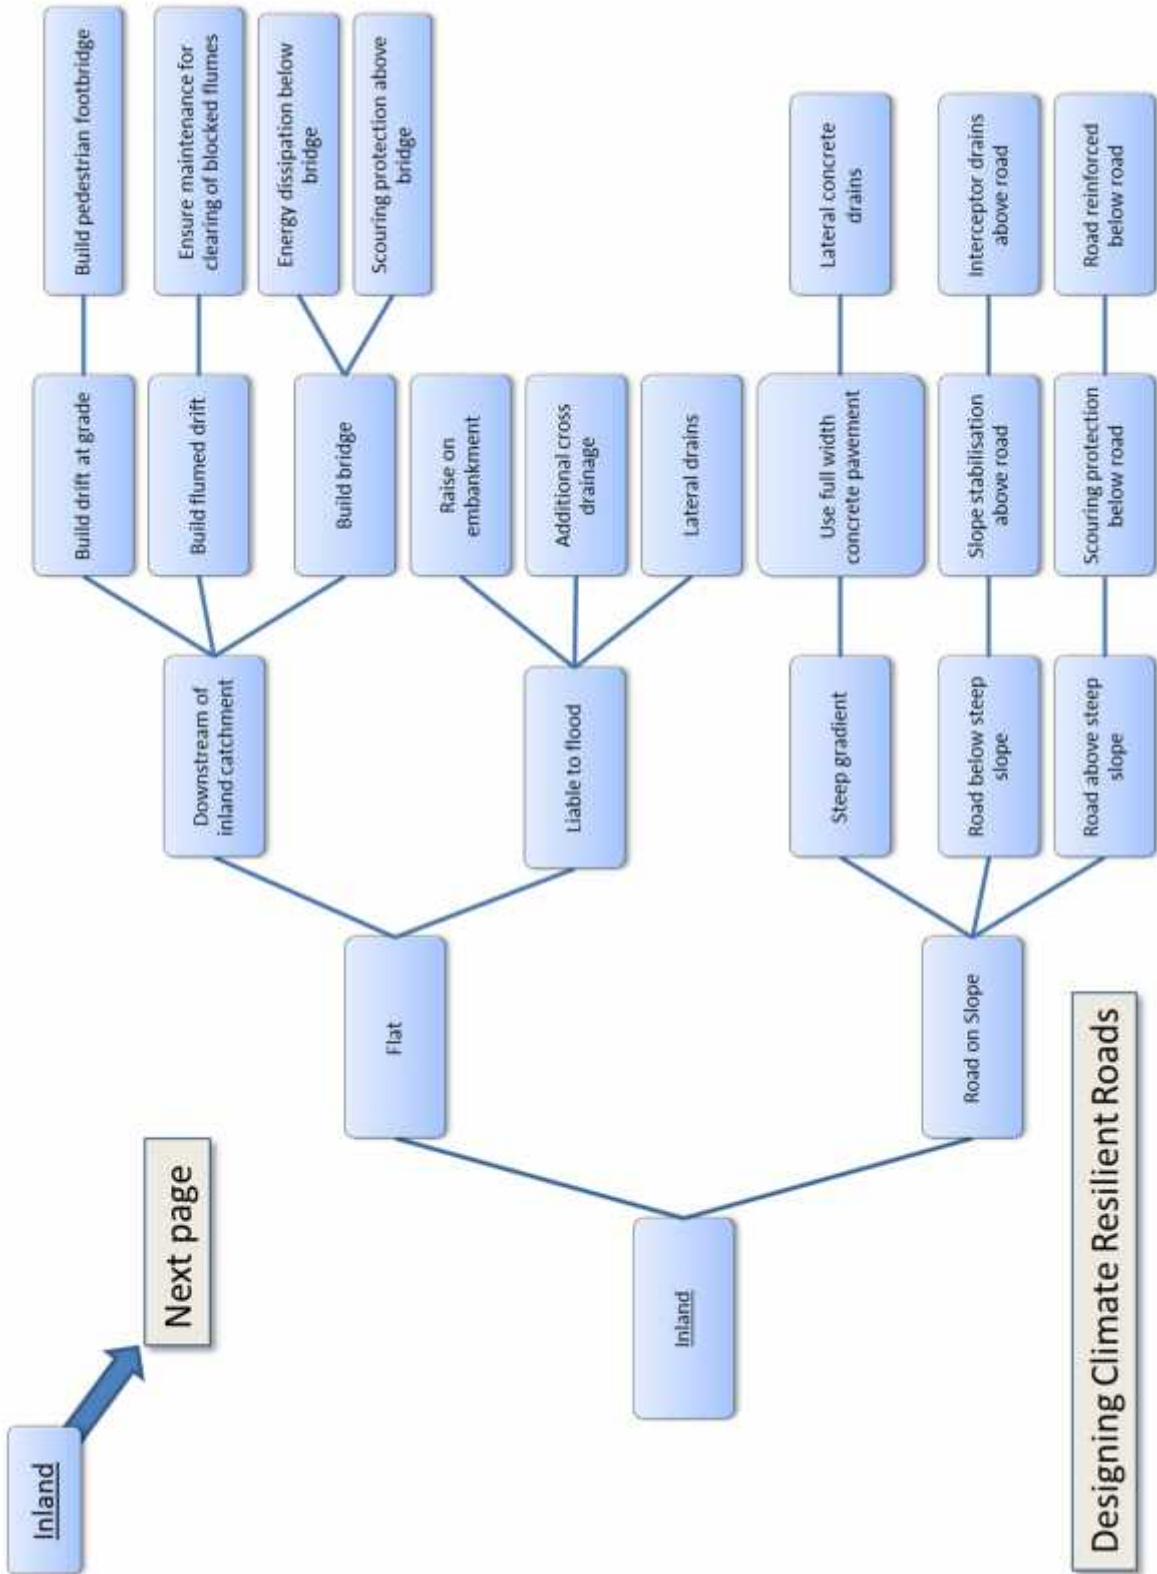 Inland
Next page
Inland
Flat
Downstream of
inland catchment
Build drift at grade
Build pedestrian footbridge
Build flumed drift
Ensure maintenance for
clearing of blocked flumes
Build bridge
Energy dissipation below
bridge
Scouring protection above
bridge
Liable to flood
Raise on
embankment
Additional cross
drainage
Lateral drains
Road on Slope
Steep gradient
Use full width
concrete pavement
Lateral concrete
drains
Road below steep
slope
Slope stabilisation
above road
Interceptor drains
above road
Road above steep
slope
Scouring protection
below road
Road reinforced
below road
Designing Climate Resilient Roads